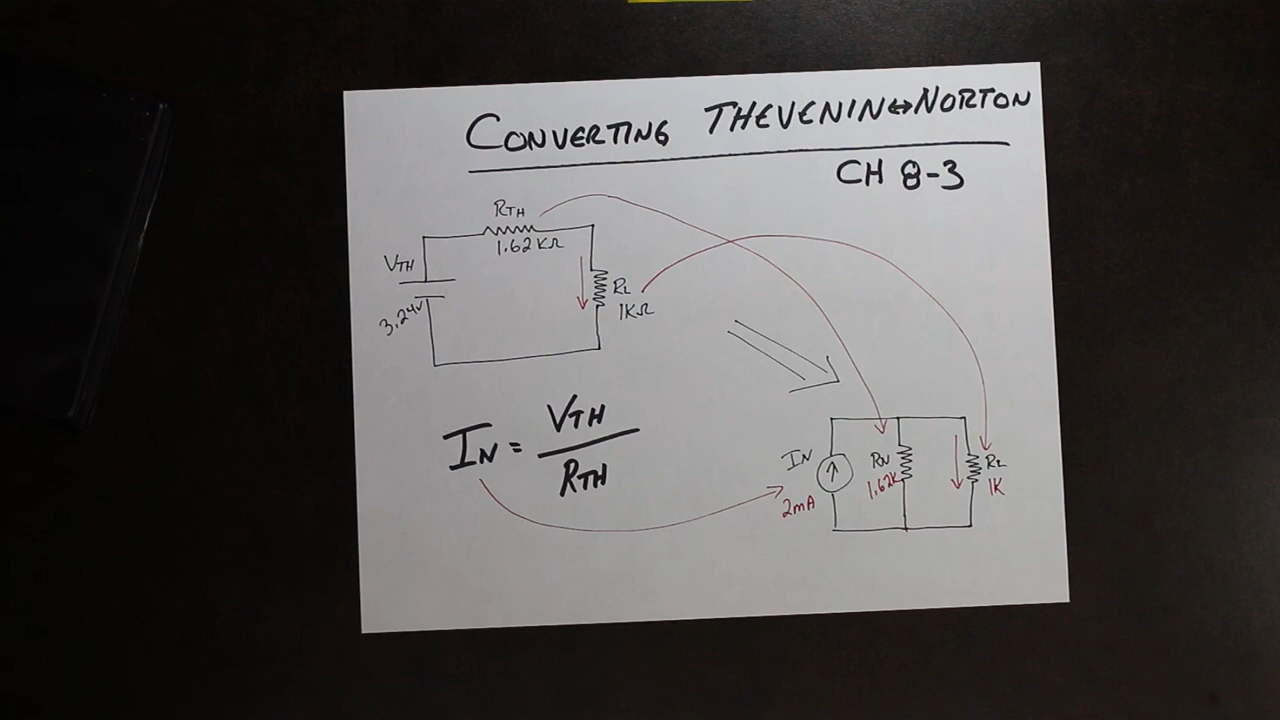 CONVERTING THEVENIN↔NORTON
CH 8-3
RTH
1.62KΩ
VTH
3.24V
RL
1KΩ
IN = VTH / RTH
IN
2mA
RN
1.62K
RL
1K